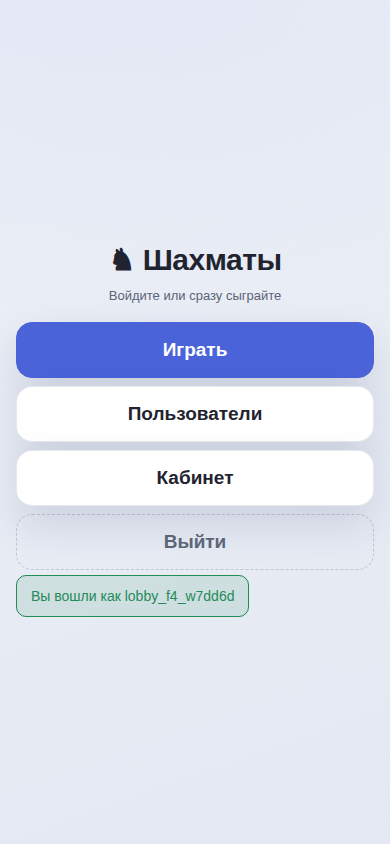 ♞ Шахматы
Войдите или сразу сыграйте
Играть
Пользователи
Кабинет
Выйти
Вы вошли как lobby_f4_w7dd6d